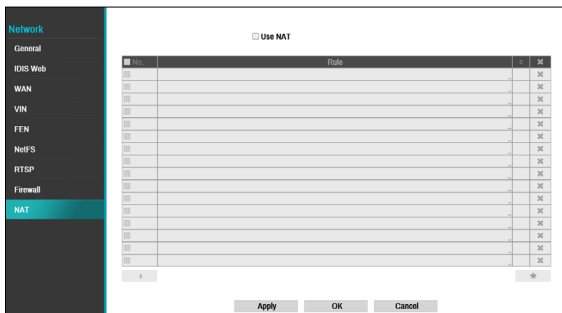 Network
General
IDIS Web
WAN
VIN
FEN
NetFS
RTSP
Firewall
NAT
Use NAT
No. Rule
Apply OK Cancel